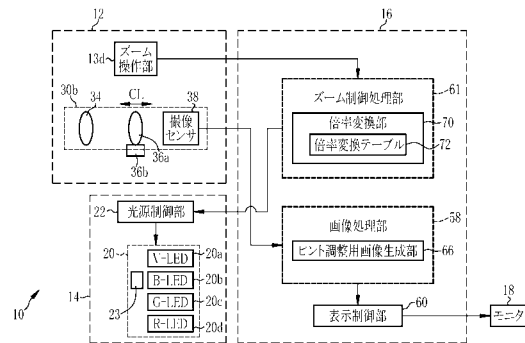 12
16
ズーム
操作部
13d
61
ズーム制御処理部
倍率変換部
70
倍率変換テーブル
72
30b
34
CL
38
撮像
センサ
36a
36b
22
光源制御部
58
画像処理部
ピント調整用画像生成部
66
20
V-LED
20a
B-LED
20b
G-LED
20c
R-LED
20d
23
14
10
表示制御部
60
18
モニタ